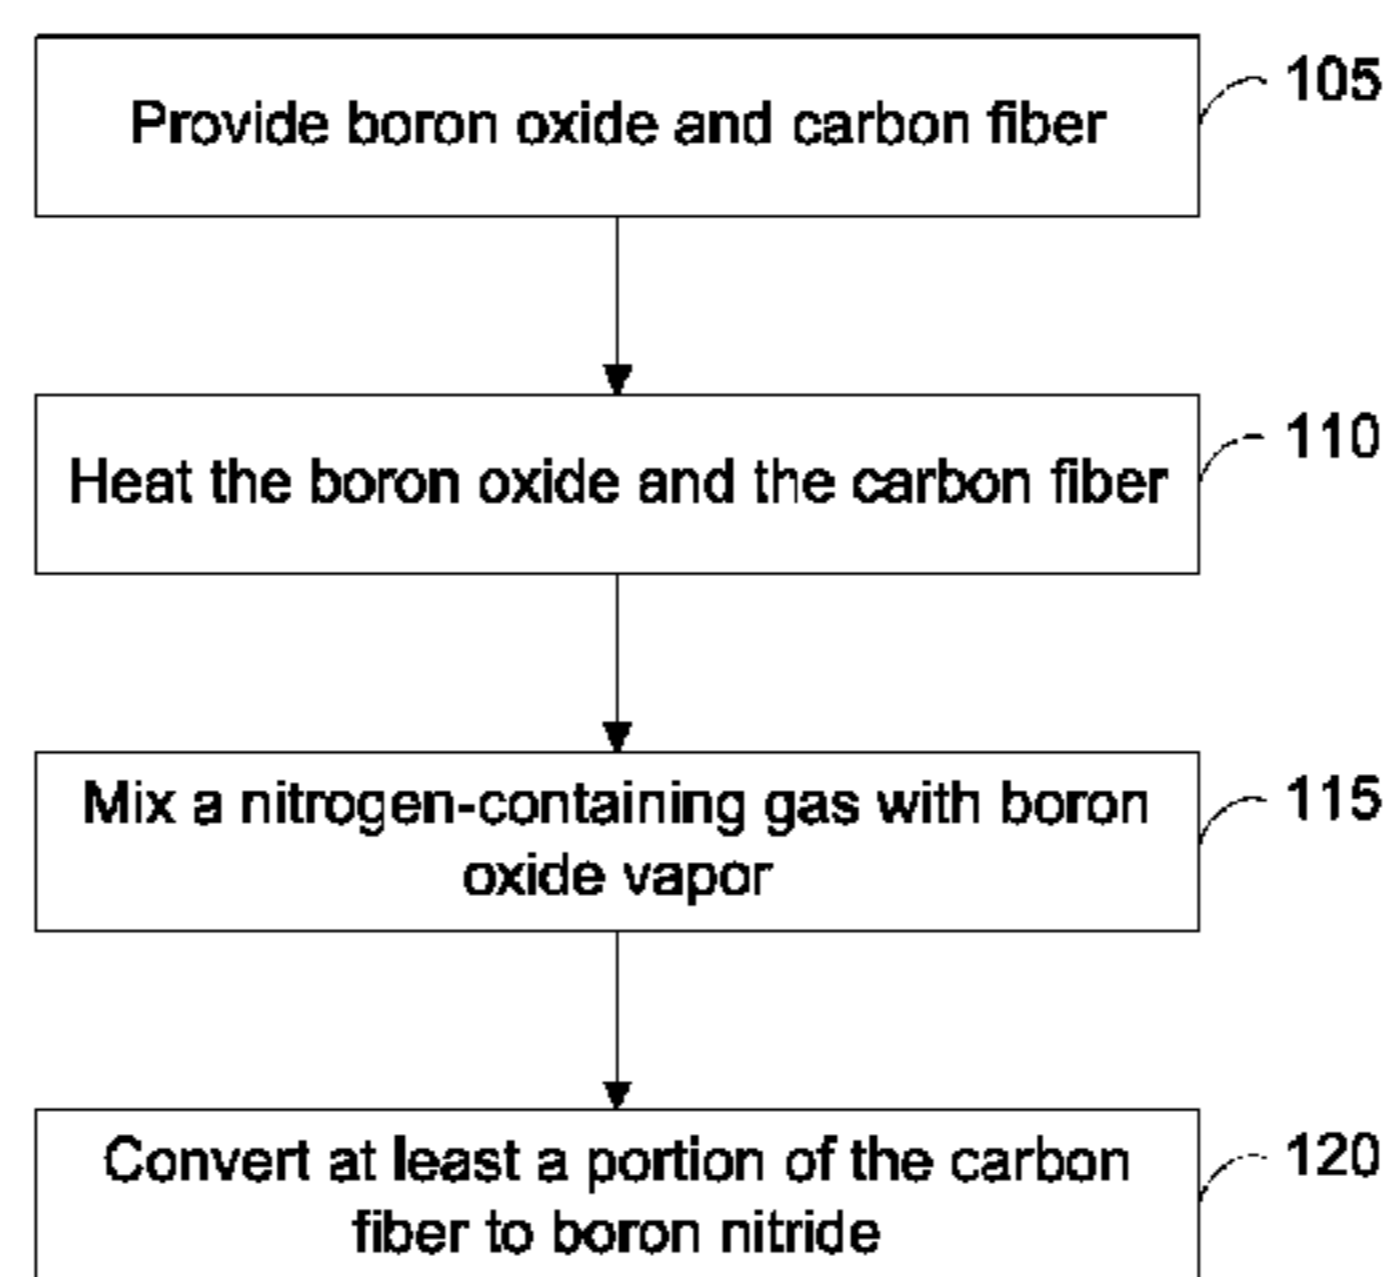 Provide boron oxide and carbon fiber
105
Heat the boron oxide and the carbon fiber
110
Mix a nitrogen-containing gas with boron
oxide vapor
115
Convert at least a portion of the carbon
fiber to boron nitride
120